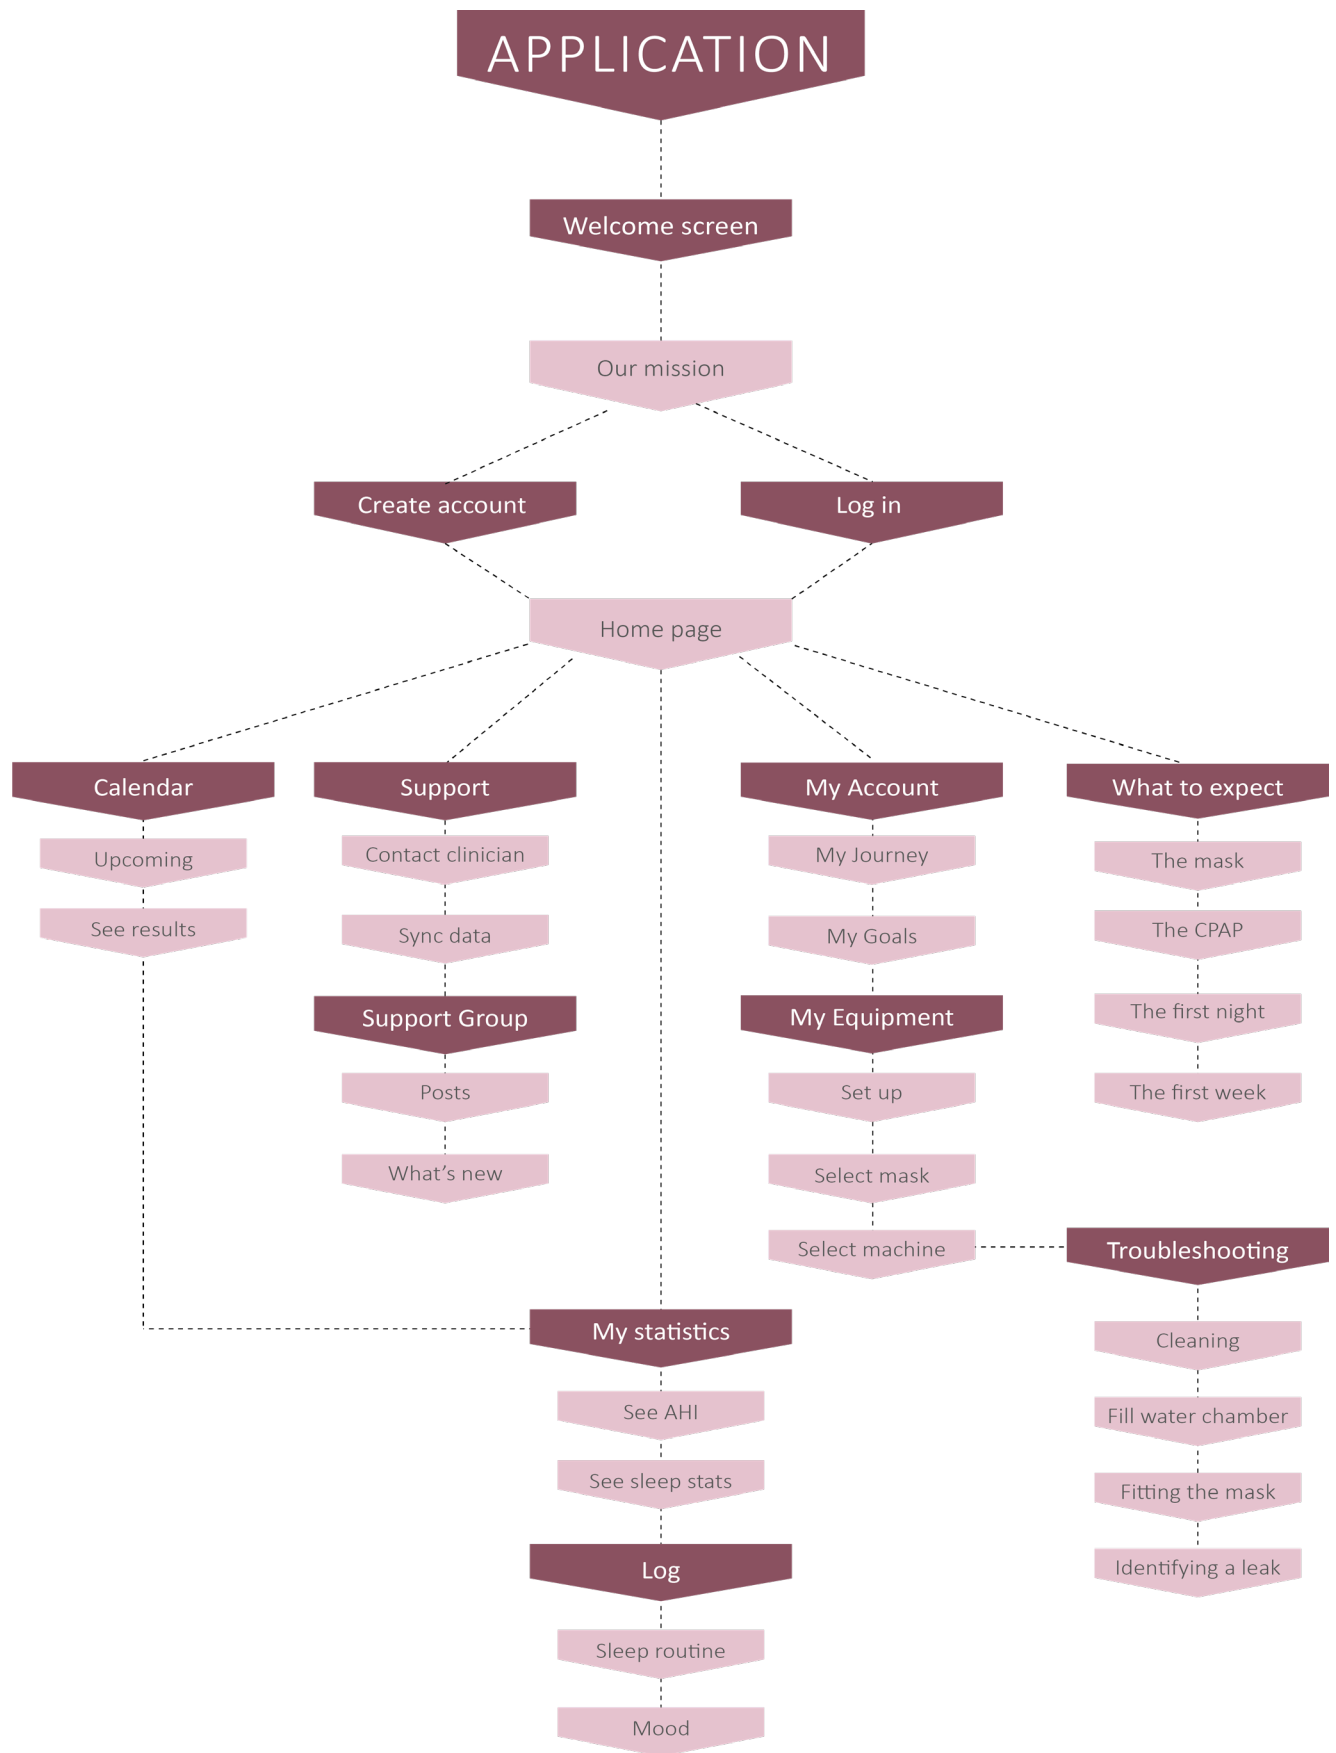 APPLICATION
Welcome screen
Our mission
Create account
Log in
Home page
Calendar
Upcoming
See results
Support
Contact clinician
Sync data
Support Group
Posts
What’s new
My Account
My Journey
My Goals
My Equipment
Set up
Select mask
Select machine
What to expect
The mask
The CPAP
The first night
The first week
Troubleshooting
Cleaning
Fill water chamber
Fitting the mask
Identifying a leak
My statistics
See AHI
See sleep stats
Log
Sleep routine
Mood